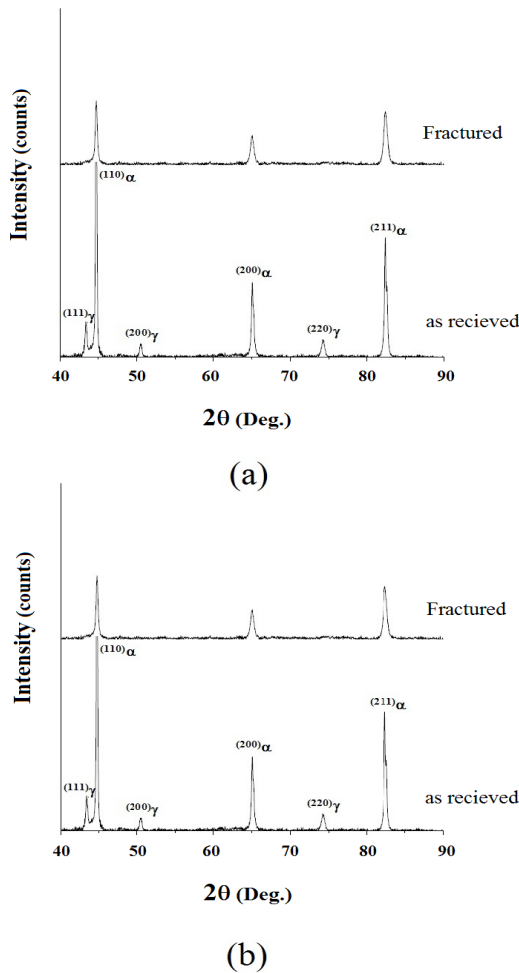 Intensity (counts)
Fractured
(110)α
(211)α
(200)α
(111)γ
(200)γ
(220)γ
as recieved
40 50 60 70 80 90
2θ (Deg.)
(a)
Intensity (counts)
Fractured
(110)α
(211)α
(200)α
(111)γ
(200)γ
(220)γ
as recieved
40 50 60 70 80 90
2θ (Deg.)
(b)